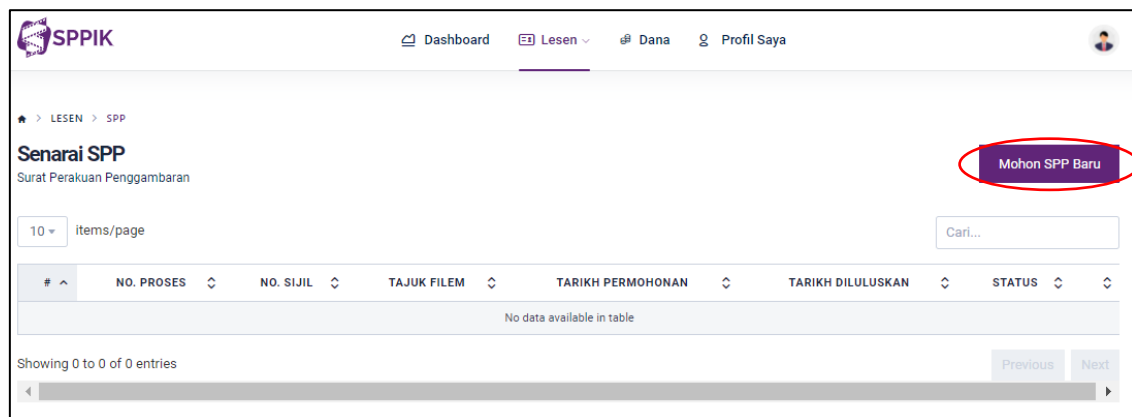 SPPIK Dashboard Lesen Dana Profil Saya
> LESEN > SPP
Senarai SPP
Surat Perakuan Penggambaran
Mohon SPP Baru
10 items/page
Cari...
# NO. PROSES NO. SIJIL TAJUK FILEM TARIKH PERMOHONAN TARIKH DILULUSKAN STATUS
No data available in table
Showing 0 to 0 of 0 entries
Previous Next